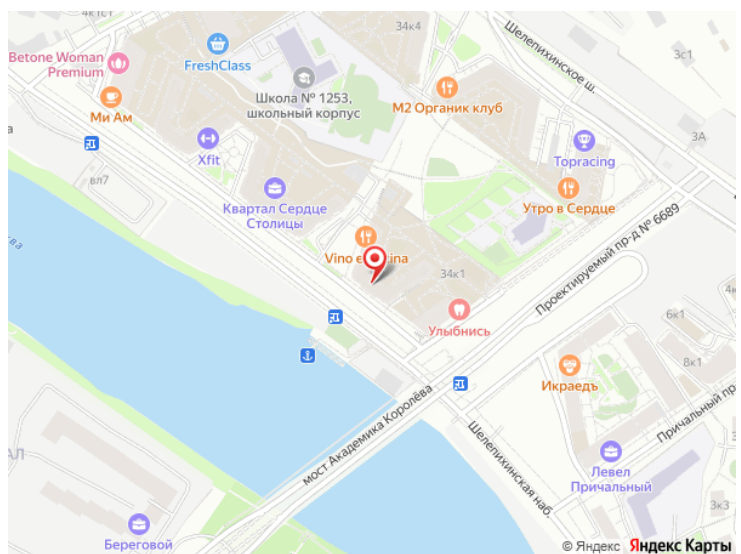 4к1с1
34к4
Шелепихинское ш.
3с1
Betone Woman
Premium
FreshClass
Школа № 1253,
школьный корпус
М2 Органик клуб
Ми Ам
3А
Xfit
Topracing
вл7
Квартал Сердце
Столицы
Утро в Сердце
Vino e
34к1
Проектируемый пр-д № 6689
Улыбнись
6к1
8к1
Икраедъ
мост Академика Королёва
Причальный пр
Шелепихинская наб.
Левел
Причальный
3к3
Береговой
© Яндекс Яндекс Карты